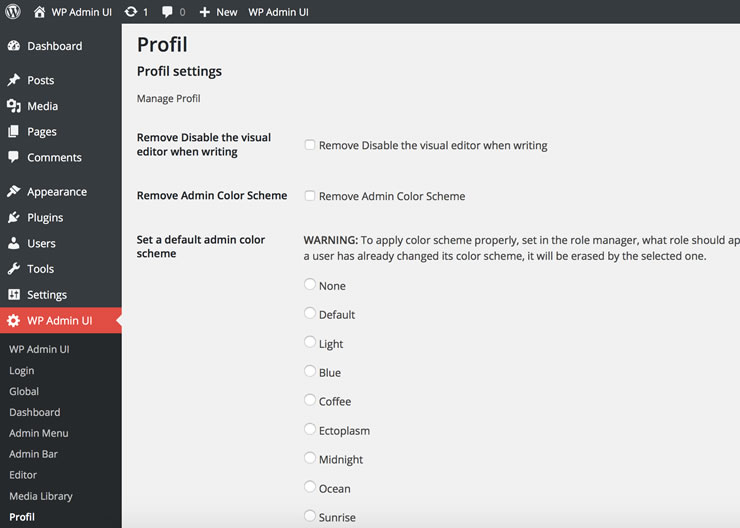 WP Admin UI 1 0 New WP Admin UI
Dashboard
Posts
Media
Pages
Comments
Appearance
Plugins
Users
Tools
Settings
WP Admin UI
WP Admin UI
Login
Global
Dashboard
Admin Menu
Admin Bar
Editor
Media Library
Profil
Profil
Profil settings
Manage Profil
Remove Disable the visual
editor when writing
Remove Disable the visual editor when writing
Remove Admin Color Scheme
Remove Admin Color Scheme
Set a default admin color
scheme
WARNING: To apply color scheme properly, set in the role manager, what role should ap
a user has already changed its color scheme, it will be erased by the selected one.
None
Default
Light
Blue
Coffee
Ectoplasm
Midnight
Ocean
Sunrise